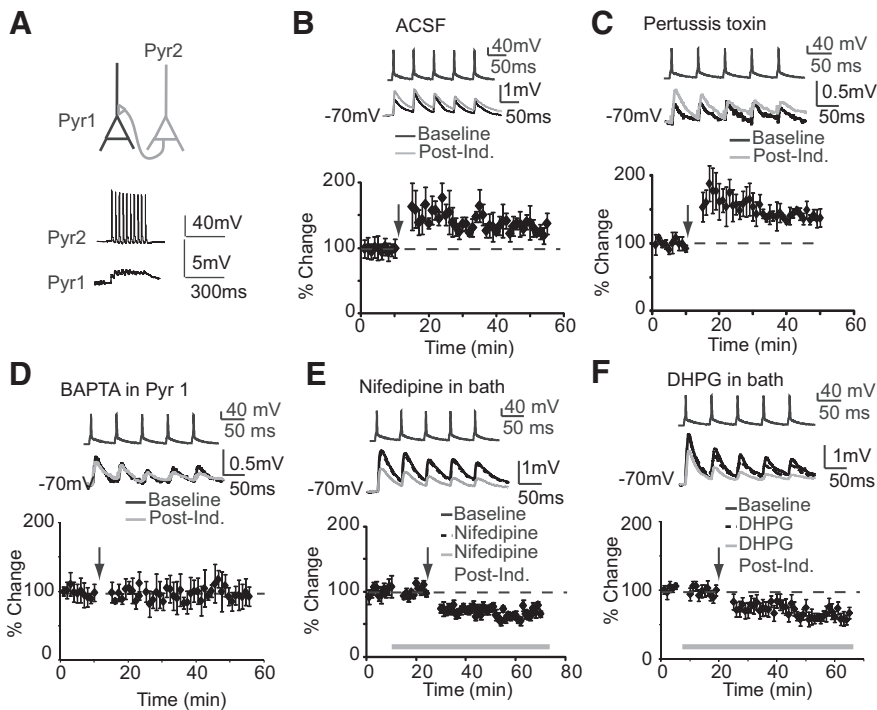 A
Pyr2
Pyr1
Pyr2
40mV
5mV
Pyr1
300ms
B
ACSF
40mV
50ms
1mV
-70mV
50ms
Baseline
Post-Ind.
200
100
0
% Change
0 20 40 60
Time (min)
C
Pertussis toxin
40 mV
50 ms
0.5mV
-70mV
50ms
Baseline
Post-Ind.
200
100
0
% Change
0 20 40 60
Time (min)
D
BAPTA in Pyr 1
40 mV
50 ms
0.5mV
-70mV
50ms
Baseline
Post-Ind.
200
100
0
% Change
0 20 40 60
Time (min)
E
Nifedipine in bath
40 mV
50 ms
1mV
-70mV
50ms
Baseline
Nifedipine
Nifedipine
Post-Ind.
200
100
0
% Change
0 20 40 60 80
Time (min)
F
DHPG in bath
40 mV
50 ms
1mV
-70mV
50ms
Baseline
DHPG
DHPG
Post-Ind.
200
100
0
% Change
0 20 40 60
Time (min)